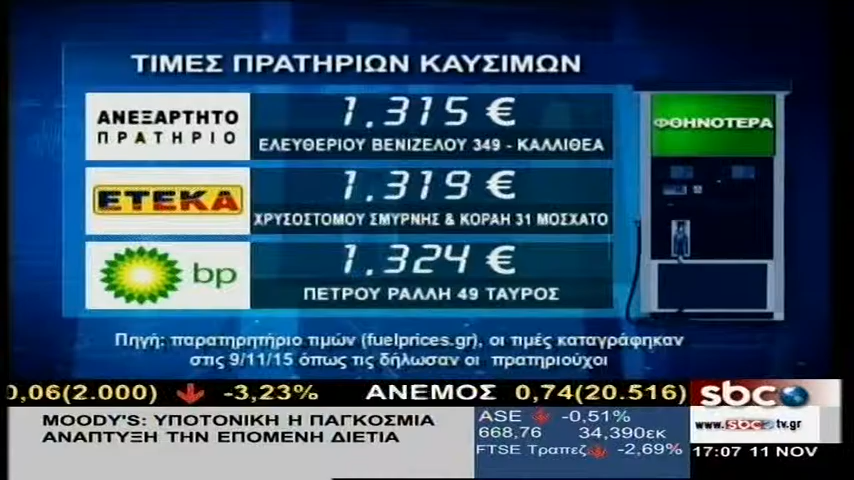 ΤΙΜΕΣ ΠΡΑΤΗΡΙΩΝ ΚΑΥΣΙΜΩΝ
ΑΝΕΞΑΡΤΗΤΟ
ΠΡΑΤΗΡΙΟ
1.315 €
ΕΛΕΥΘΕΡΙΟΥ ΒΕΝΙΖΕΛΟΥ 349 - ΚΑΛΛΙΘΕΑ
ΦΘΗΝΟΤΕΡΑ
ΕΤΕΚΑ
1.319 €
ΧΡΥΣΟΣΤΟΜΟΥ ΣΜΥΡΝΗΣ & ΚΟΡΑΗ 31 ΜΟΣΧΑΤΟ
bp
1.324 €
ΠΕΤΡΟΥ ΡΑΛΛΗ 49 ΤΑΥΡΟΣ
Πηγή: παρατηρητήριο τιμών (fuelprices.gr), οι τιμές καταγράφηκαν
στις 9/11/15 όπως τις δήλωσαν οι πρατηριούχοι
0,06(2.000) -3,23% ΑΝΕΜΟΣ 0,74(20.516)
sbc
MOODY'S: ΥΠΟΤΟΝΙΚΗ Η ΠΑΓΚΟΣΜΙΑ
ΑΝΑΠΤΥΞΗ ΤΗΝ ΕΠΟΜΕΝΗ ΔΙΕΤΙΑ
ASE -0,51%
668,76 34,390εκ
FTSE Τραπεζ -2,69%
www.sbctv.gr
17:07 11 NOV